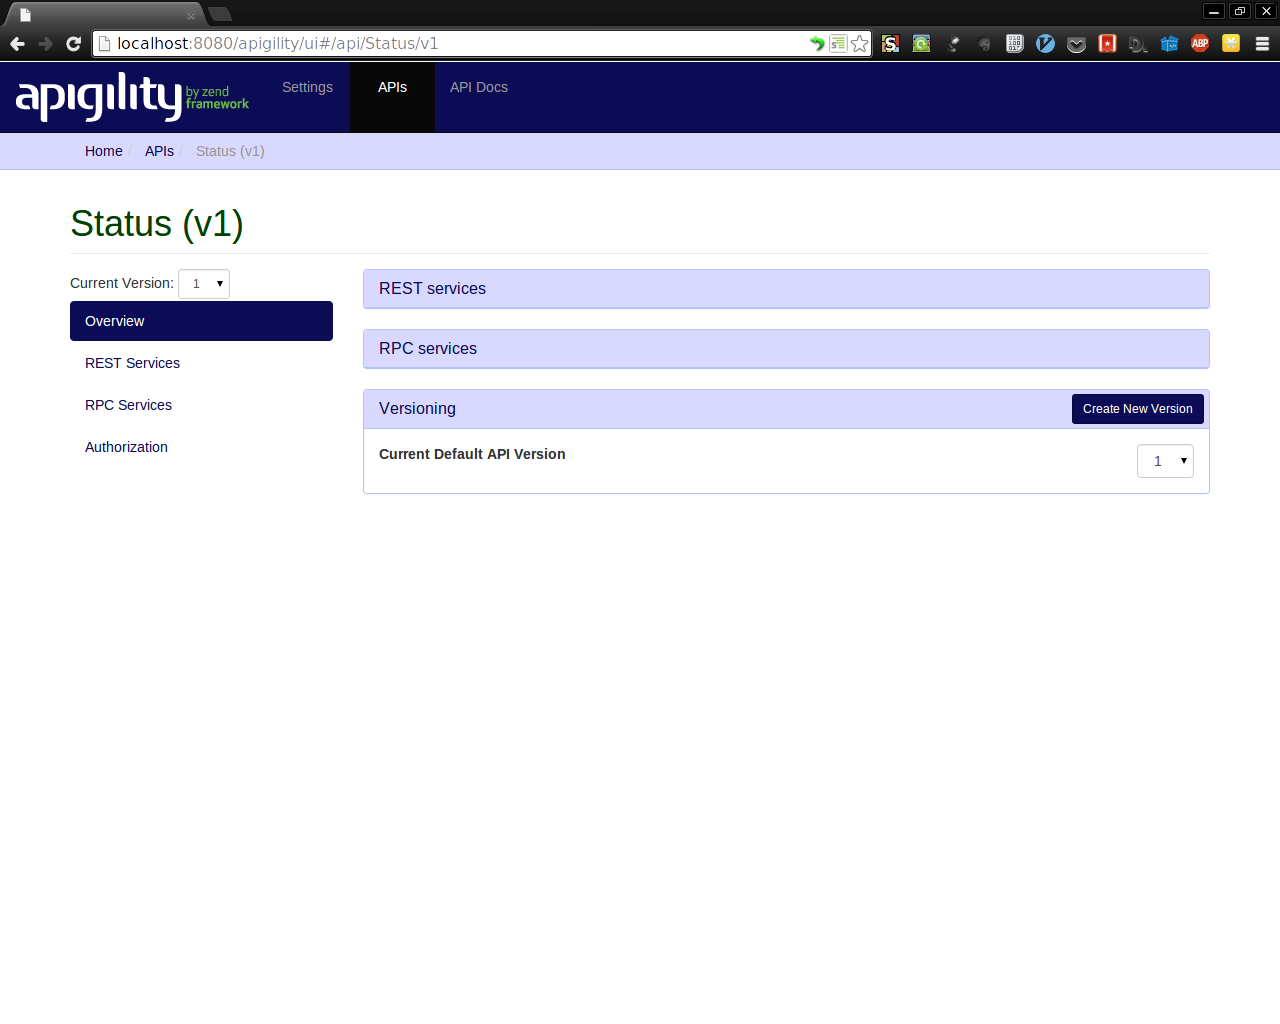 localhost:8080/apigility/ui#/api/Status/v1
apigility by zend framework
Settings
APIs
API Docs
Home / APIs / Status (v1)
Status (v1)
Current Version: 1
Overview
REST Services
RPC Services
Authorization
REST services
RPC services
Versioning
Create New Version
Current Default API Version
1
ABP